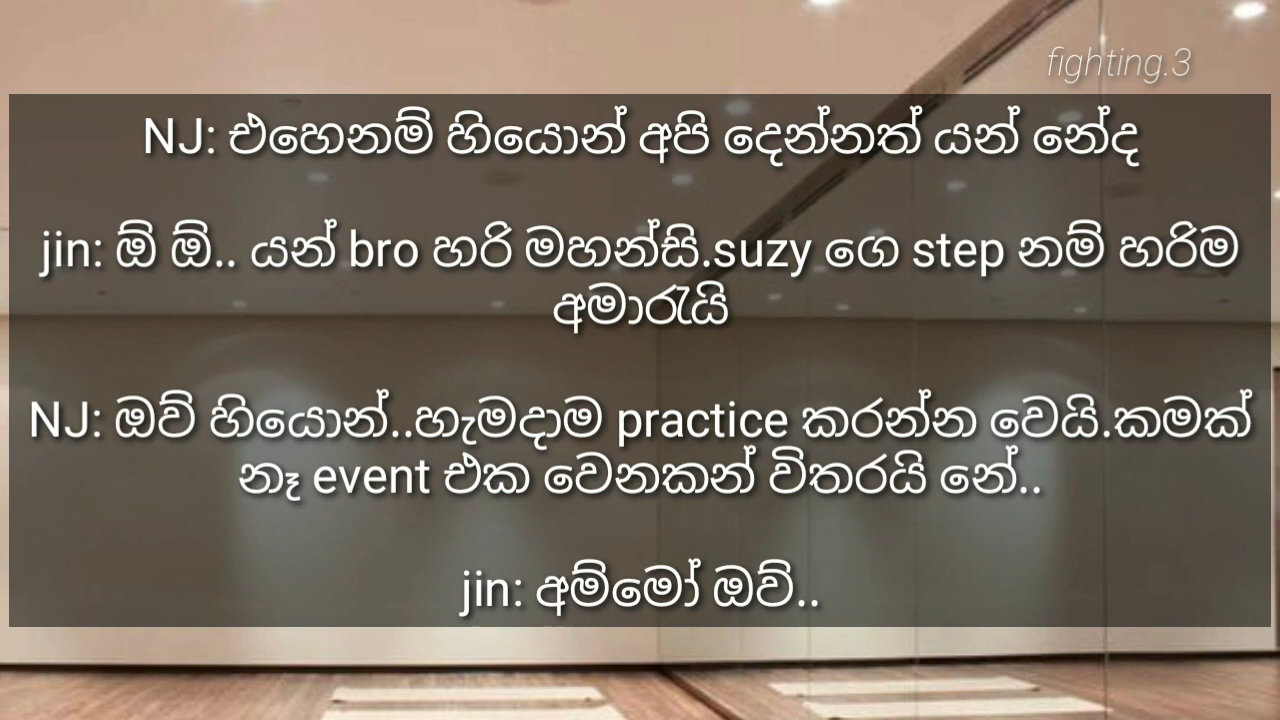 fighting.3
NJ: එහෙනම් හියොන් අපි දෙන්නත් යන් නේද
jin: ඕ ඕ.. යන් bro හරි මහන්සි.suzy ගෙ step නම් හරිම
අමාරැයි
NJ: ඔව් හියොන්..හැමදාම practice කරන්න වෙයි.කමක්
නෑ event එක වෙනකන් විතරයි නේ..
jin: අම්මෝ ඔව්..